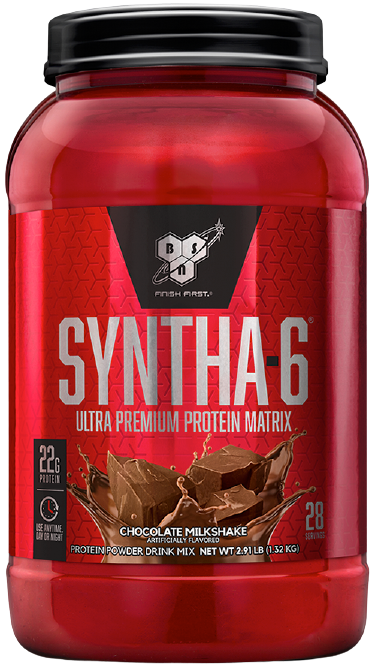 BSN
FINISH FIRST.®
SYNTHA-6®
ULTRA PREMIUM PROTEIN MATRIX
22G
PROTEIN
USE ANYTIME,
DAY OR NIGHT
28
SERVINGS
CHOCOLATE MILKSHAKE
ARTIFICIALLY FLAVORED
PROTEIN POWDER DRINK MIX NET WT 2.91 LB (1.32 KG)